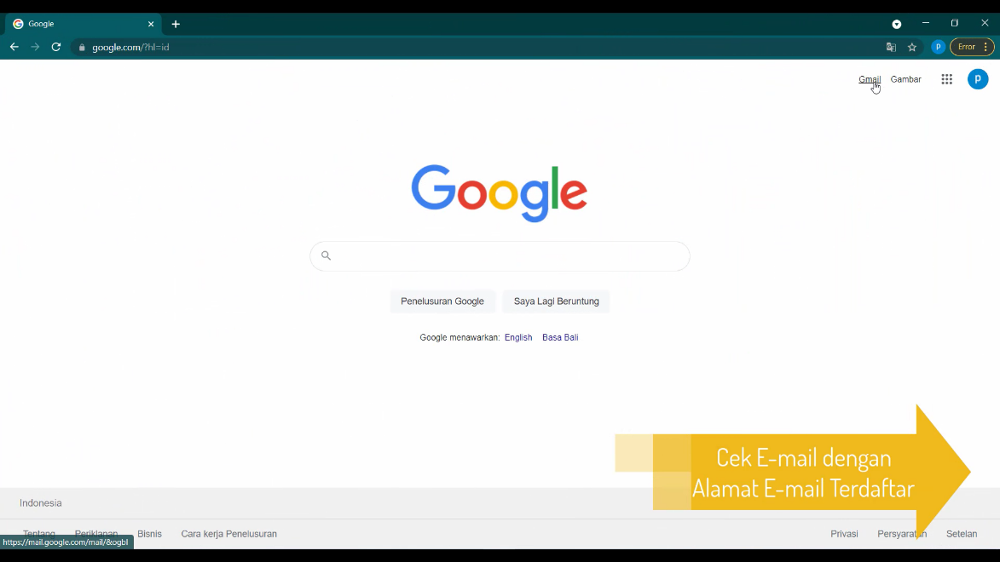 Google
google.com/?hl=id
P
Error
Gmail
Gambar
P
Google
Penelusuran Google
Saya Lagi Beruntung
Google menawarkan: English Basa Bali
Cek E-mail dengan
Alamat E-mail Terdaftar
Indonesia
Tentang Periklanan Bisnis Cara kerja Penelusuran
Privasi Persyaratan Setelan
https://mail.google.com/mail/&ogbl